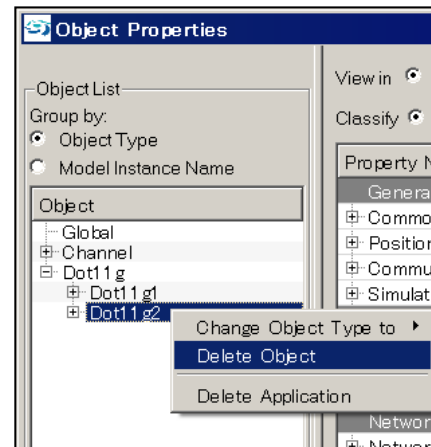 Object Properties
Object List
Group by:
Object Type
Model Instance Name
Object
Global
Channel
Dot11g
Dot11g1
Dot11g2
View in
Classify
Property N
Genera
Commo
Position
Commu
Simulat
Change Object Type to
Delete Object
Delete Application
Networ